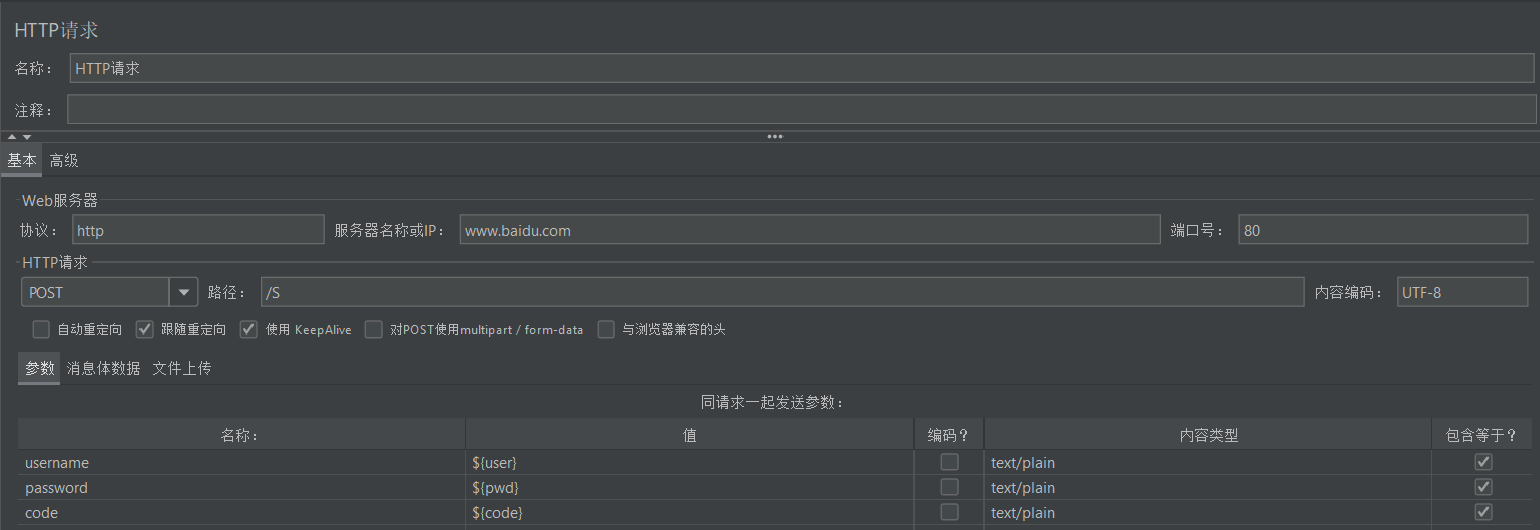 HTTP请求
名称： HTTP请求
注释：
基本 高级
Web服务器
协议： http 服务器名称或IP： www.baidu.com 端口号： 80
HTTP请求
POST 路径： /S 内容编码： UTF-8
自动重定向 跟随重定向 使用 KeepAlive 对POST使用multipart / form-data 与浏览器兼容的头
参数 消息体数据 文件上传
同请求一起发送参数：
名称： 值 编码? 内容类型 包含等于?
username ${user} text/plain
password ${pwd} text/plain
code ${code} text/plain